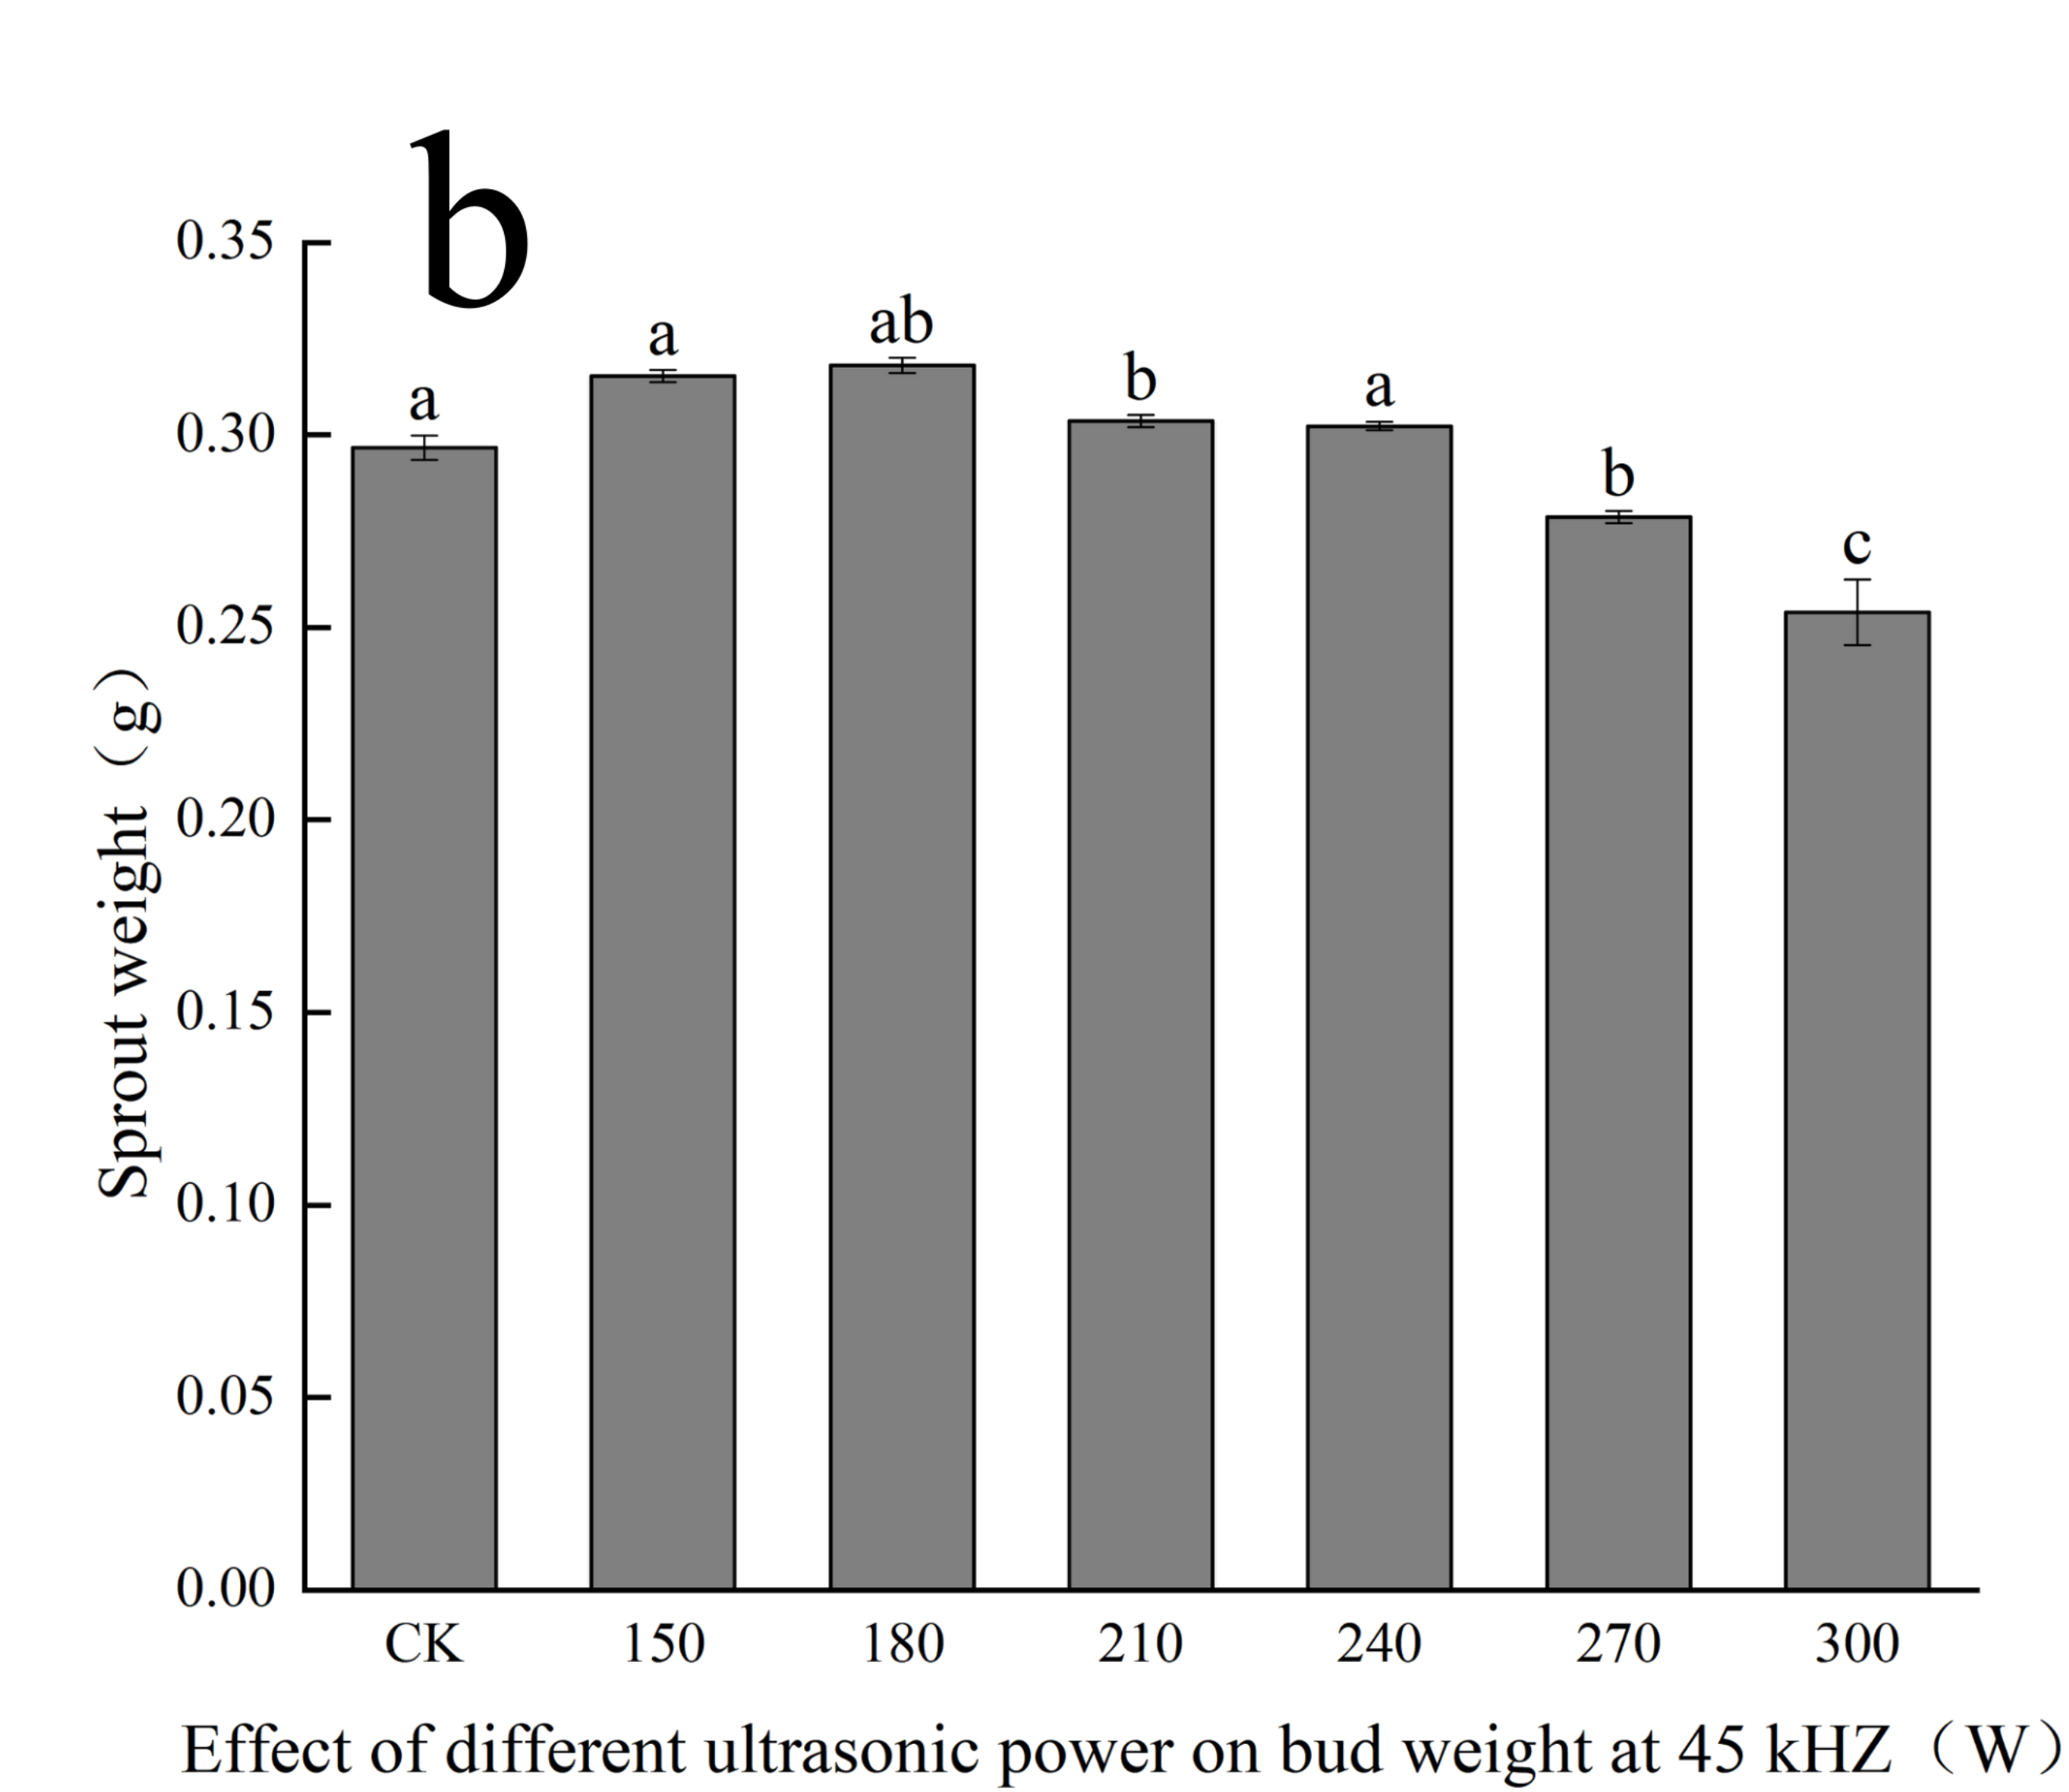 b
0.35
0.30
0.25
0.20
0.15
0.10
0.05
0.00
Sprout weight（g）
a
a
ab
b
a
b
c
CK 150 180 210 240 270 300
Effect of different ultrasonic power on bud weight at 45 kHZ（W）